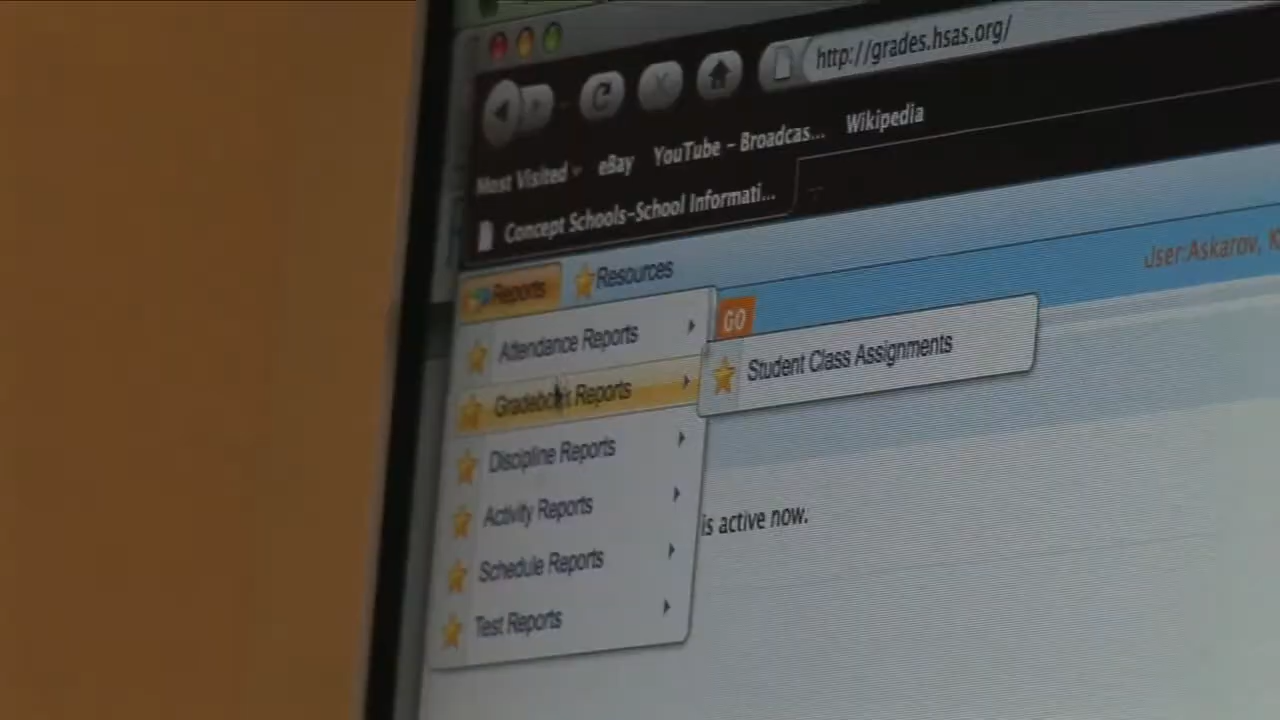 http://grades.hsas.org/
Most Visited eBay YouTube - Broadcas... Wikipedia
Concept Schools-School Informati...
Reports Resources
User:Askarov, K
GO
Attendance Reports
Student Class Assignments
Gradebook Reports
Discipline Reports
Activity Reports
is active now.
Schedule Reports
Test Reports